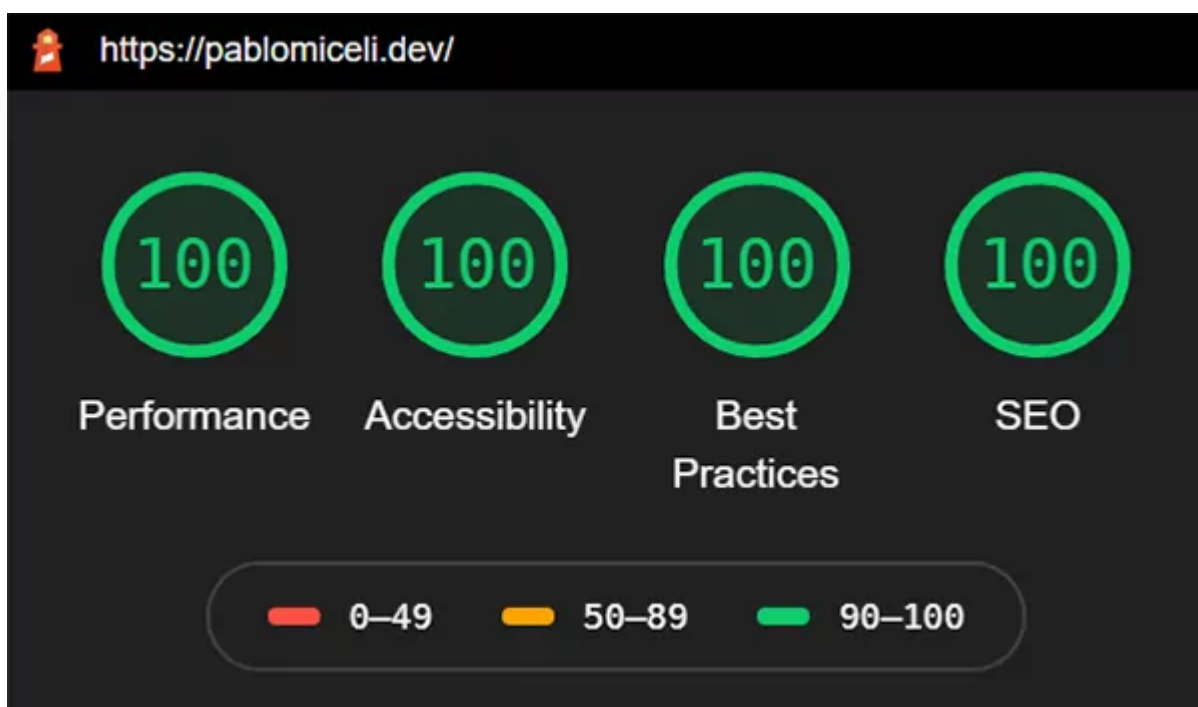 https://pablomiceli.dev/
100 100 100 100
Performance Accessibility Best SEO
Practices
0–49 50–89 90–100